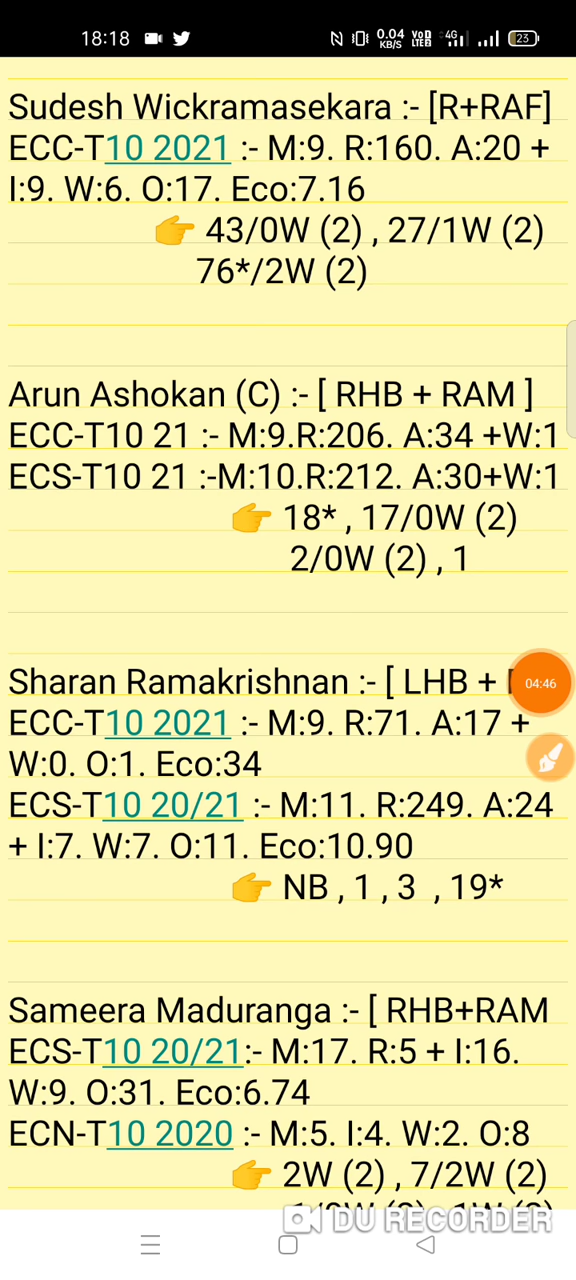 18:18
0.04 KB/S VoD LTE2 4G 23
Sudesh Wickramasekara :- [R+RAF]
ECC-T10 2021 :- M:9. R:160. A:20 +
I:9. W:6. O:17. Eco:7.16
👉 43/0W (2) , 27/1W (2)
76*/2W (2)
Arun Ashokan (C) :- [ RHB + RAM ]
ECC-T10 21 :- M:9.R:206. A:34 +W:1
ECS-T10 21 :-M:10.R:212. A:30+W:1
👉 18* , 17/0W (2)
2/0W (2) , 1
Sharan Ramakrishnan :- [ LHB +
04:46
ECC-T10 2021 :- M:9. R:71. A:17 +
W:0. O:1. Eco:34
ECS-T10 20/21 :- M:11. R:249. A:24
+ I:7. W:7. O:11. Eco:10.90
👉 NB , 1 , 3 , 19*
Sameera Maduranga :- [ RHB+RAM
ECS-T10 20/21:- M:17. R:5 + I:16.
W:9. O:31. Eco:6.74
ECN-T10 2020 :- M:5. I:4. W:2. O:8
👉 2W (2) , 7/2W (2)
DU RECORDER